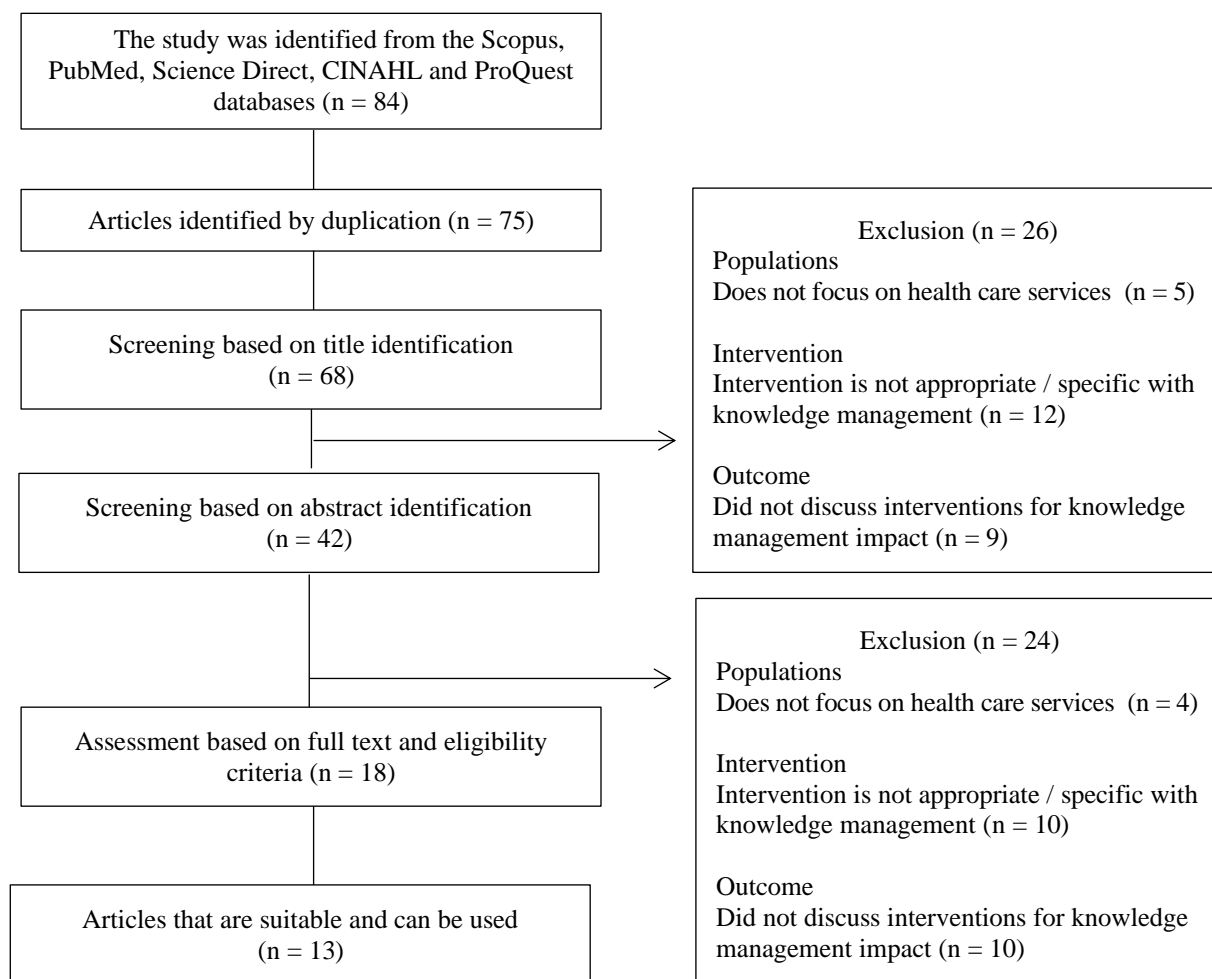 The study was identified from the Scopus,
PubMed, Science Direct, CINAHL and ProQuest
databases (n = 84)
Articles identified by duplication (n = 75)
Screening based on title identification
(n = 68)
Exclusion (n = 26)
Populations
Does not focus on health care services (n = 5)
Intervention
Intervention is not appropriate / specific with
knowledge management (n = 12)
Outcome
Did not discuss interventions for knowledge
management impact (n = 9)
Screening based on abstract identification
(n = 42)
Exclusion (n = 24)
Populations
Does not focus on health care services (n = 4)
Intervention
Intervention is not appropriate / specific with
knowledge management (n = 10)
Outcome
Did not discuss interventions for knowledge
management impact (n = 10)
Assessment based on full text and eligibility
criteria (n = 18)
Articles that are suitable and can be used
(n = 13)